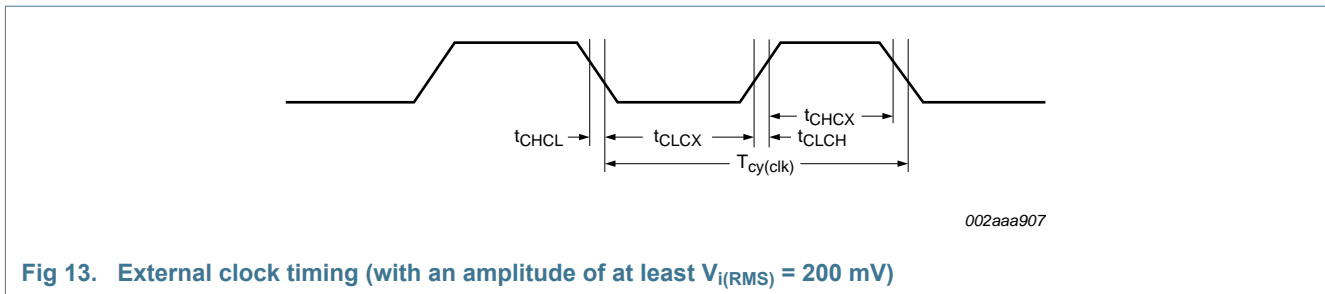 tCHCX
tCHCL
tCLCX
tCLCH
Tcy(clk)
002aaa907
Fig 13. External clock timing (with an amplitude of at least Vi(RMS) = 200 mV)